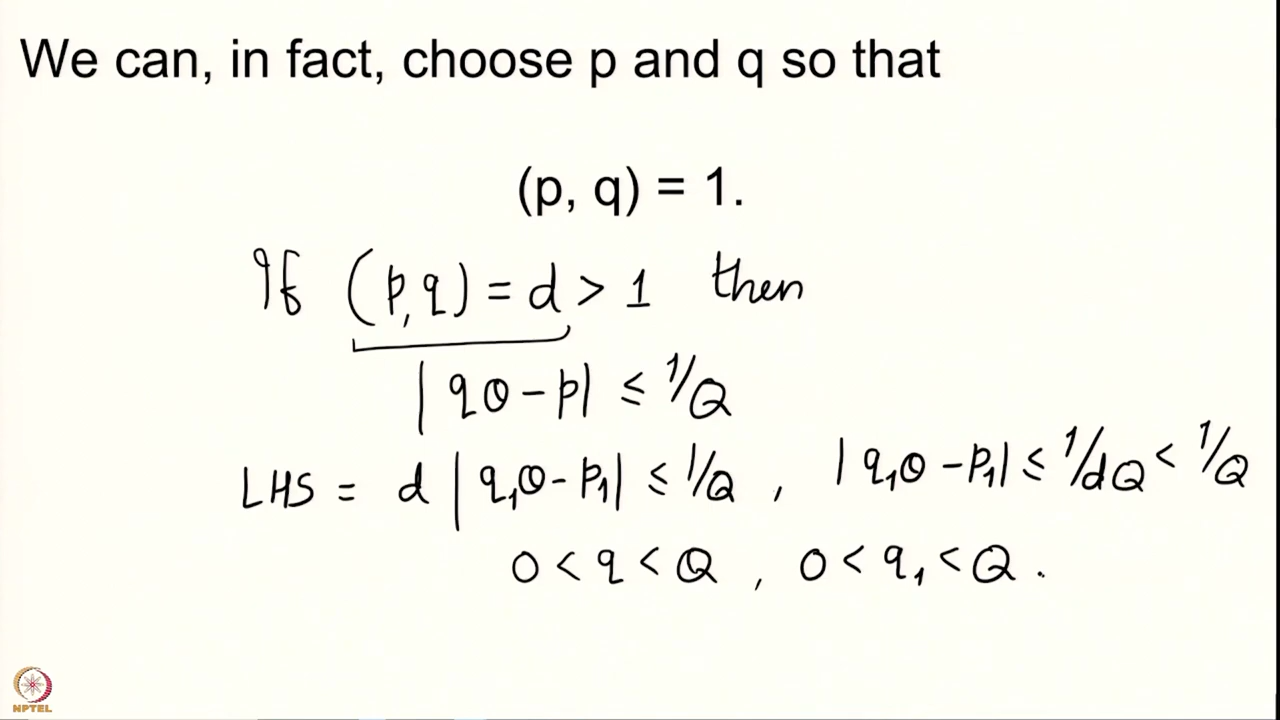 We can, in fact, choose p and q so that
(p, q) = 1.
If (p, q) = d > 1 then
| qθ - p| ≤ 1/Q
LHS = d | q₁θ - p₁| ≤ 1/Q , | q₁θ - p₁| ≤ 1/dQ < 1/Q
0 < q < Q , 0 < q₁ < Q .
NPTEL